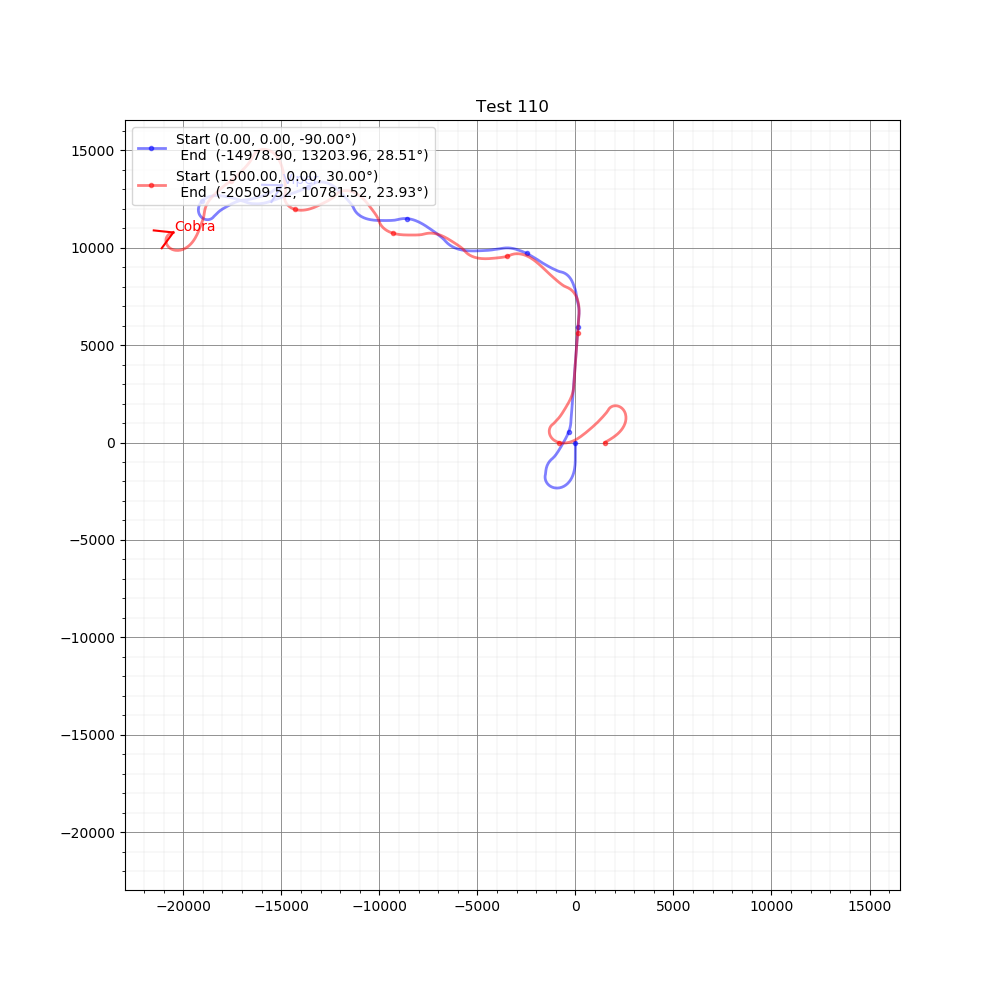 Test 110
Start (0.00, 0.00, -90.00°)
End (-14978.90, 13203.96, 28.51°)
Start (1500.00, 0.00, 30.00°)
End (-20509.52, 10781.52, 23.93°)
Cobra
15000
10000
5000
0
−5000
−10000
−15000
−20000
−20000 −15000 −10000 −5000 0 5000 10000 15000